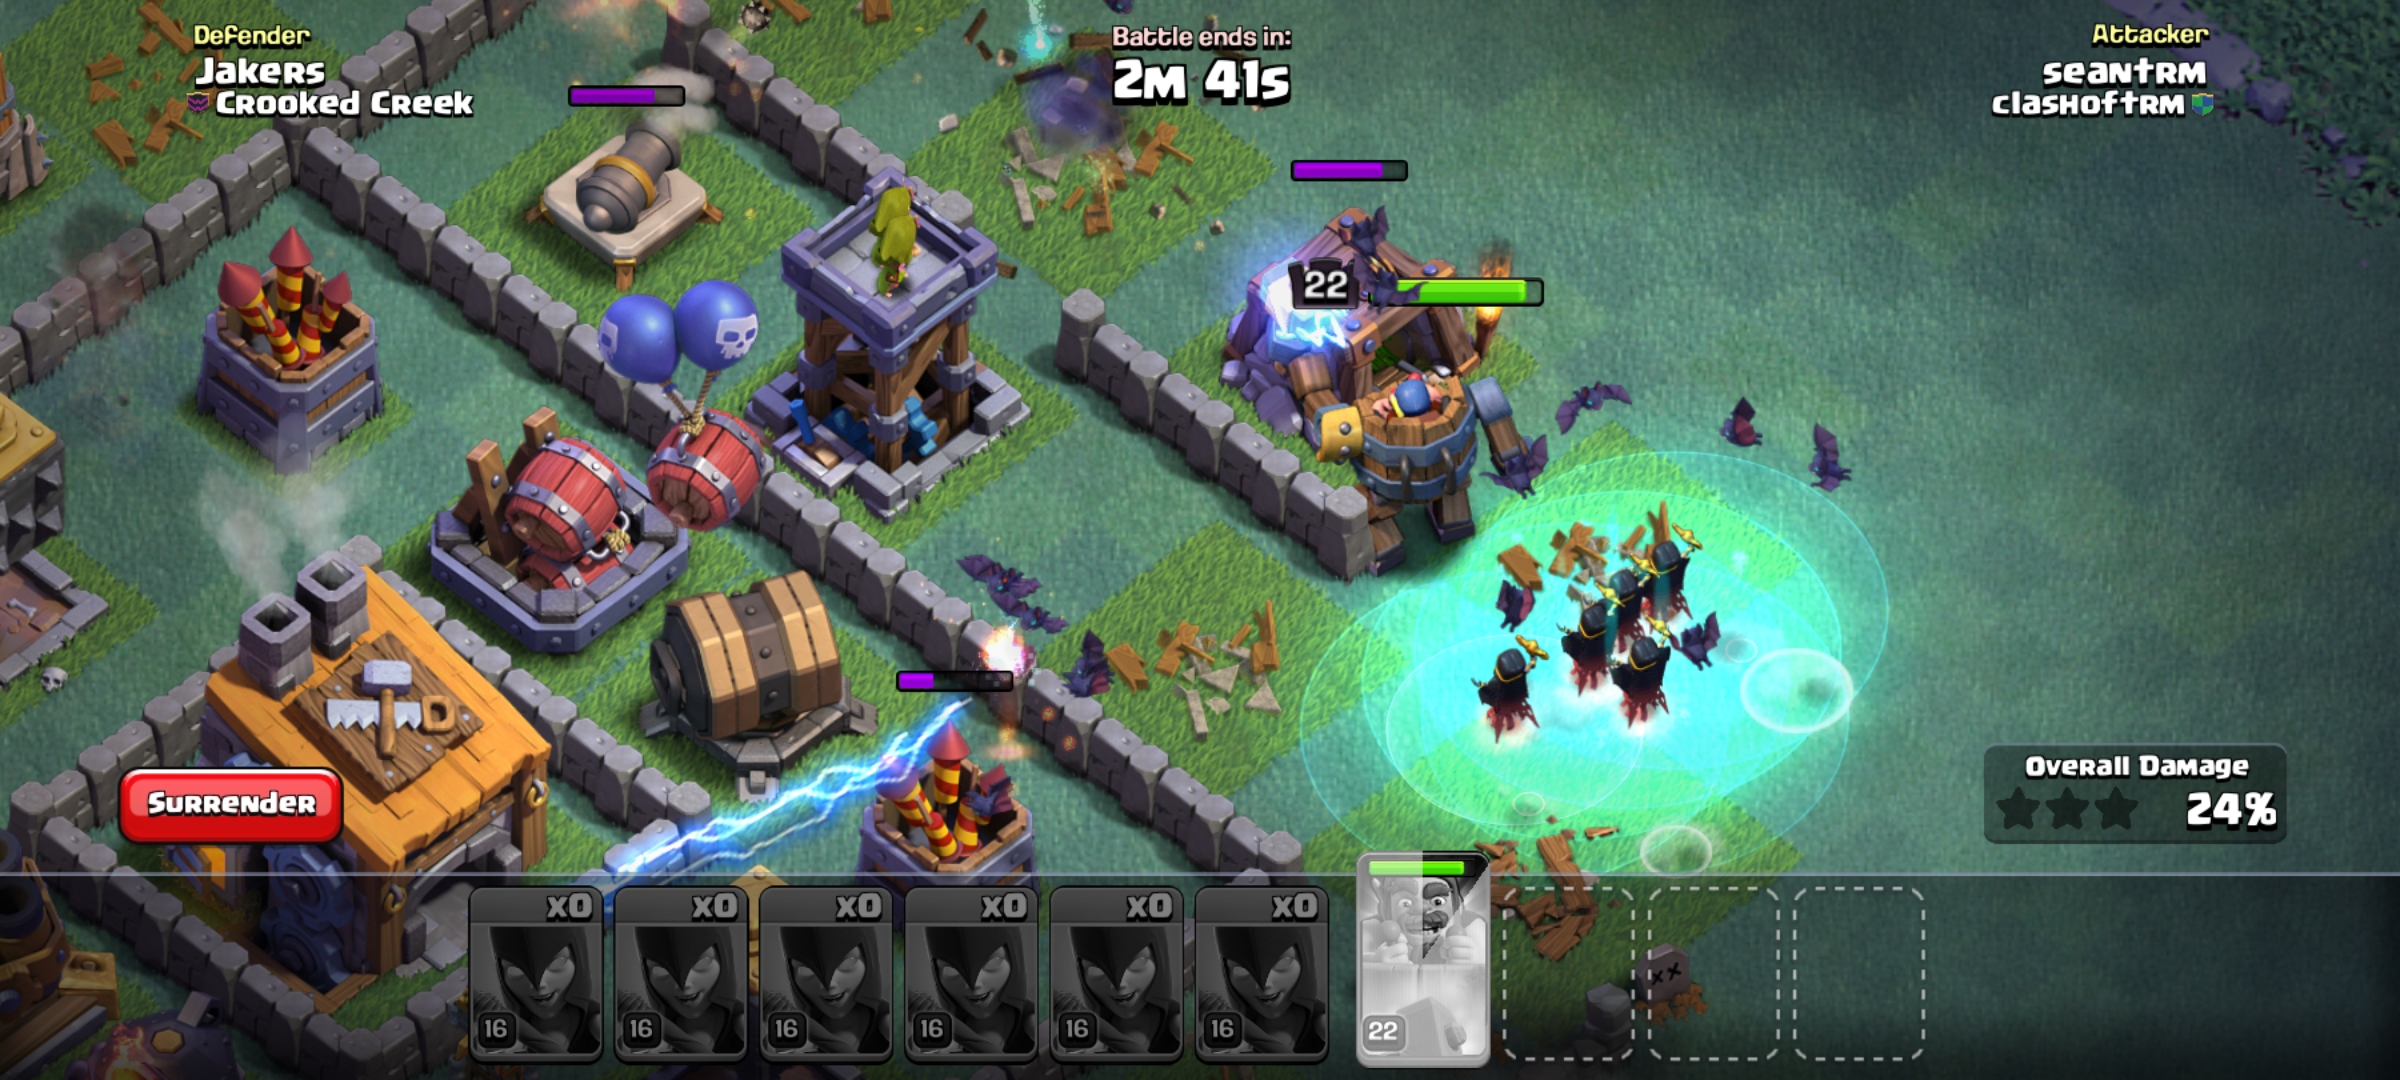 Defender
Jakers
Crooked Creek
Battle ends in:
2M 41s
Attacker
seantRM
clashoftRM
22
Surrender
Overall Damage
24%
x0
x0
x0
x0
x0
x0
16
16
16
16
16
16
22